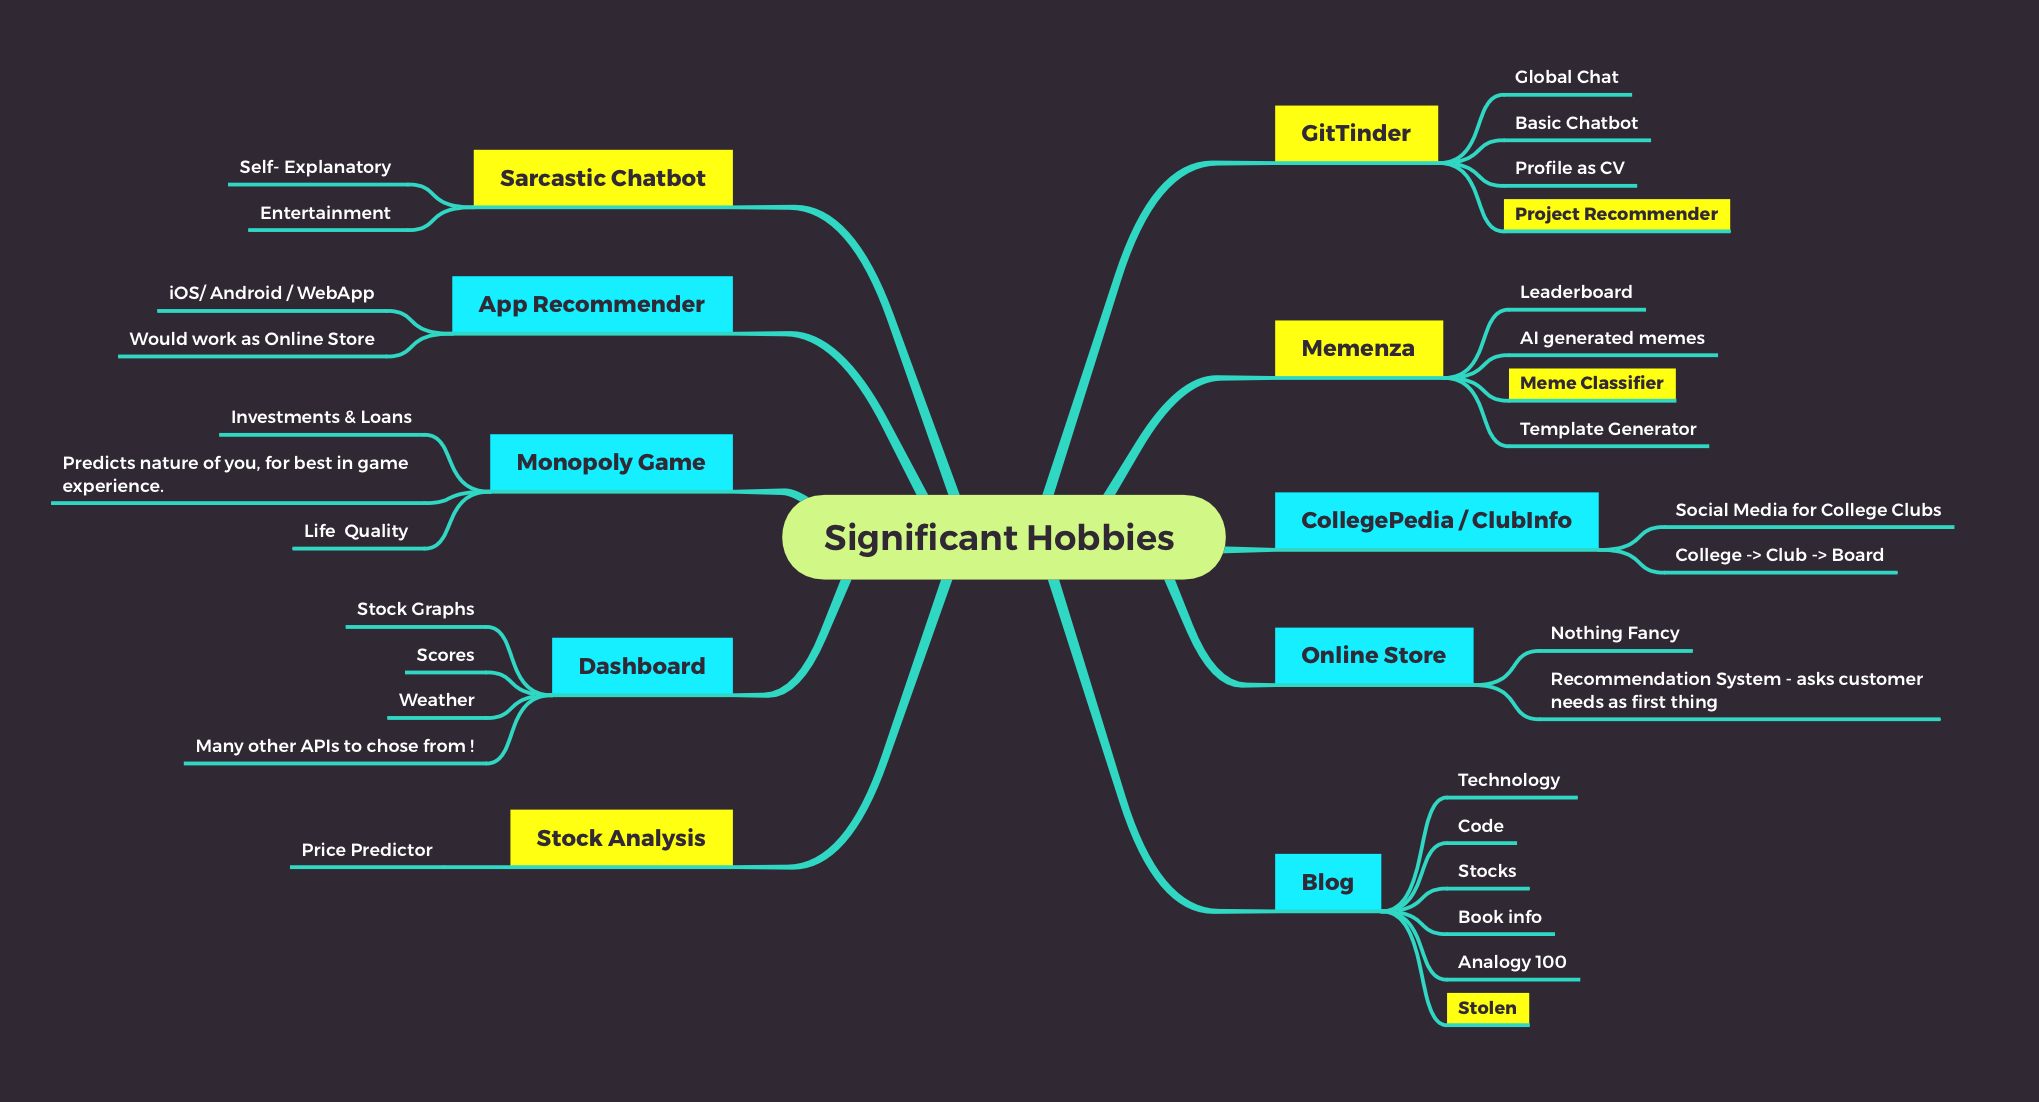 Significant Hobbies
GitTinder
Global Chat
Basic Chatbot
Profile as CV
Project Recommender
Memenza
Leaderboard
AI generated memes
Meme Classifier
Template Generator
CollegePedia / ClubInfo
Social Media for College Clubs
College -> Club -> Board
Online Store
Nothing Fancy
Recommendation System - asks customer
needs as first thing
Blog
Technology
Code
Stocks
Book info
Analogy 100
Stolen
Sarcastic Chatbot
Self- Explanatory
Entertainment
App Recommender
iOS/ Android / WebApp
Would work as Online Store
Monopoly Game
Investments & Loans
Predicts nature of you, for best in game
experience.
Life  Quality
Dashboard
Stock Graphs
Scores
Weather
Many other APIs to chose from !
Stock Analysis
Price Predictor